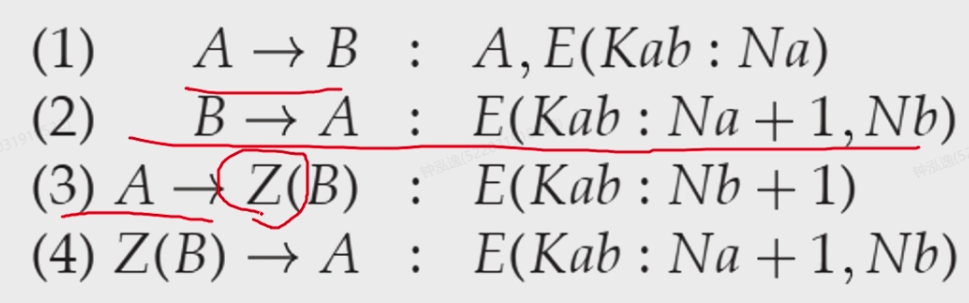 (1) A → B : A, E(Kab : Na)
(2) B → A : E(Kab : Na + 1, Nb)
(3) A → Z(B) : E(Kab : Nb + 1)
(4) Z(B) → A : E(Kab : Na + 1, Nb)